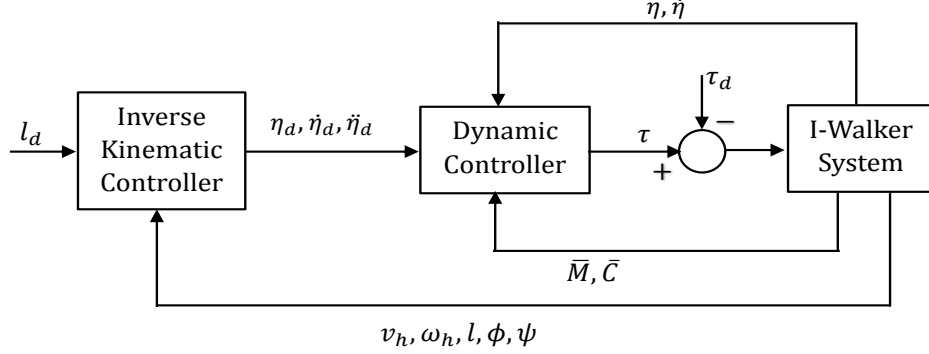 η, η̇
τ_d
l_d
Inverse
Kinematic
Controller
η_d, η̇_d, η̈_d
Dynamic
Controller
τ
+
−
I-Walker
System
M̄, C̄
v_h, ω_h, l, ϕ, ψ